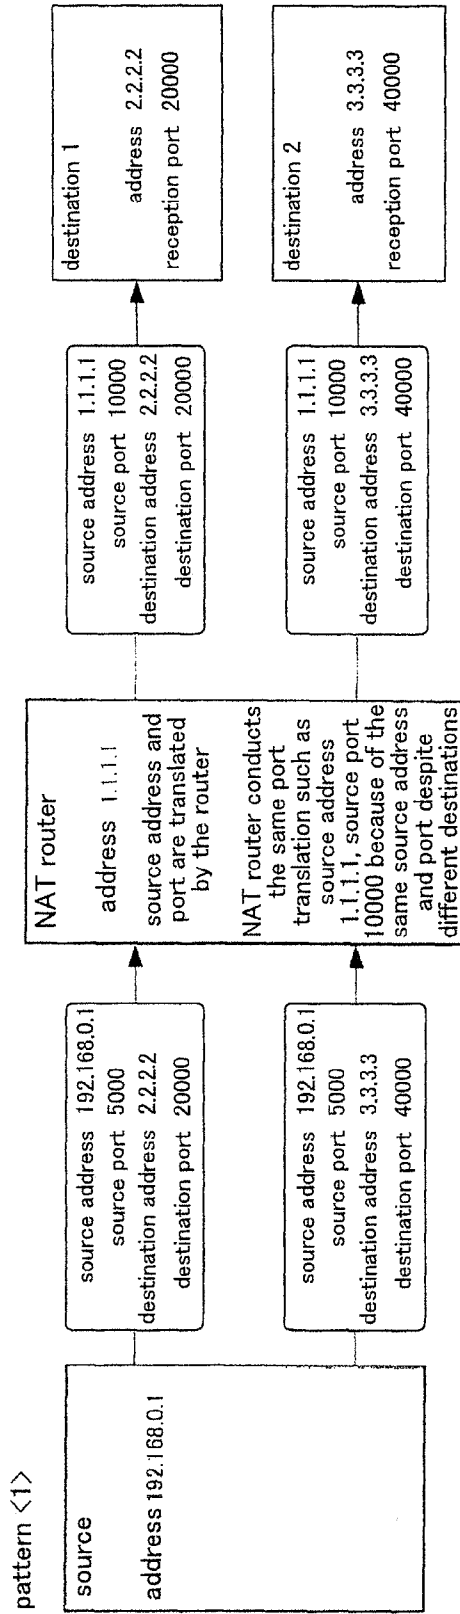 pattern <1>
source
address 192.168.0.1
source address 192.168.0.1
source port 5000
destination address 2.2.2.2
destination port 20000
source address 192.168.0.1
source port 5000
destination address 3.3.3.3
destination port 40000
NAT router
address 1.1.1.1
source address and
port are translated
by the router
NAT router conducts
the same port
translation such as
source address
1.1.1.1, source port
10000 because of the
same source address
and port despite
different destinations
source address 1.1.1.1
source port 10000
destination address 2.2.2.2
destination port 20000
source address 1.1.1.1
source port 10000
destination address 3.3.3.3
destination port 40000
destination 1
address 2.2.2.2
reception port 20000
destination 2
address 3.3.3.3
reception port 40000